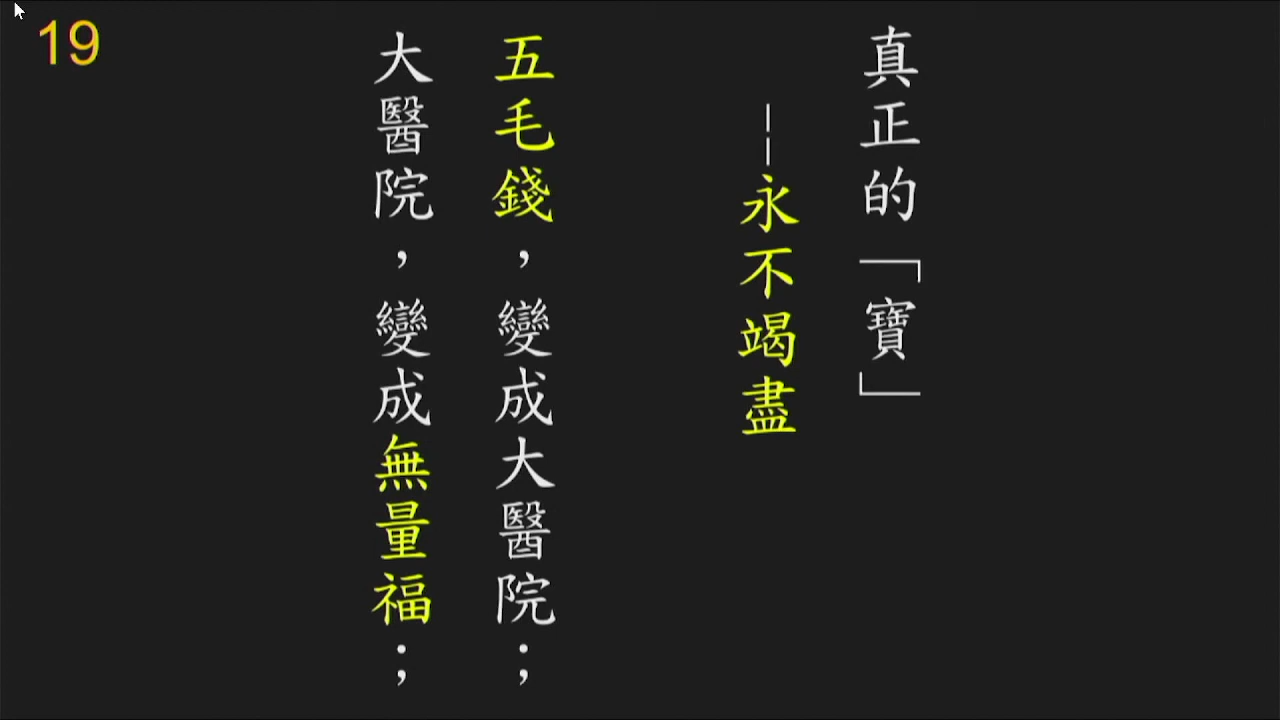 19
真正的「寶」
——永不竭盡
五毛錢，變成大醫院；
大醫院，變成無量福；